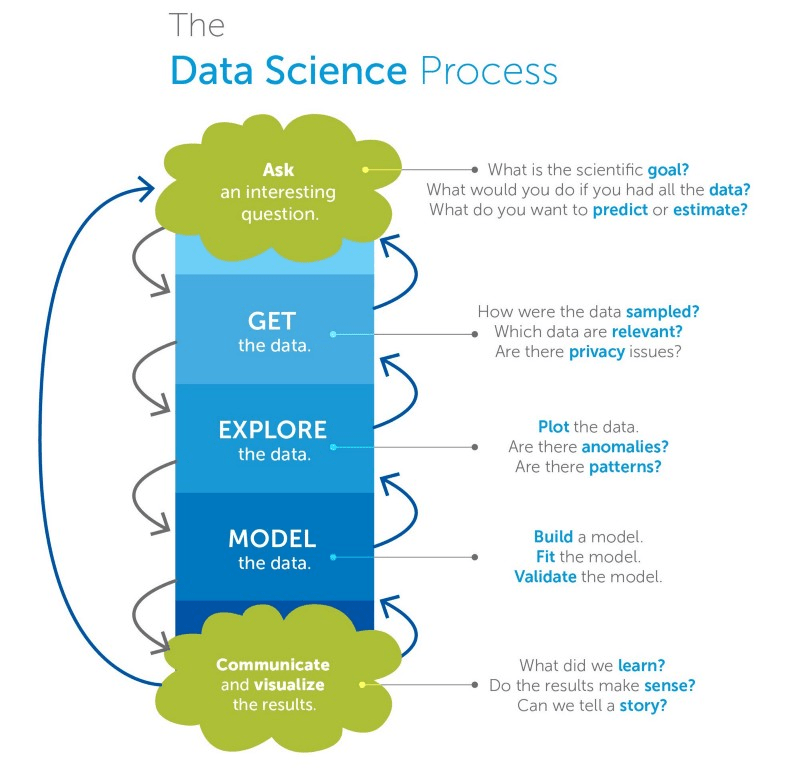 The
Data Science Process
Ask
an interesting
question.
What is the scientific goal?
What would you do if you had all the data?
What do you want to predict or estimate?
GET
the data.
How were the data sampled?
Which data are relevant?
Are there privacy issues?
EXPLORE
the data.
Plot the data.
Are there anomalies?
Are there patterns?
MODEL
the data.
Build a model.
Fit the model.
Validate the model.
Communicate
and visualize
the results.
What did we learn?
Do the results make sense?
Can we tell a story?